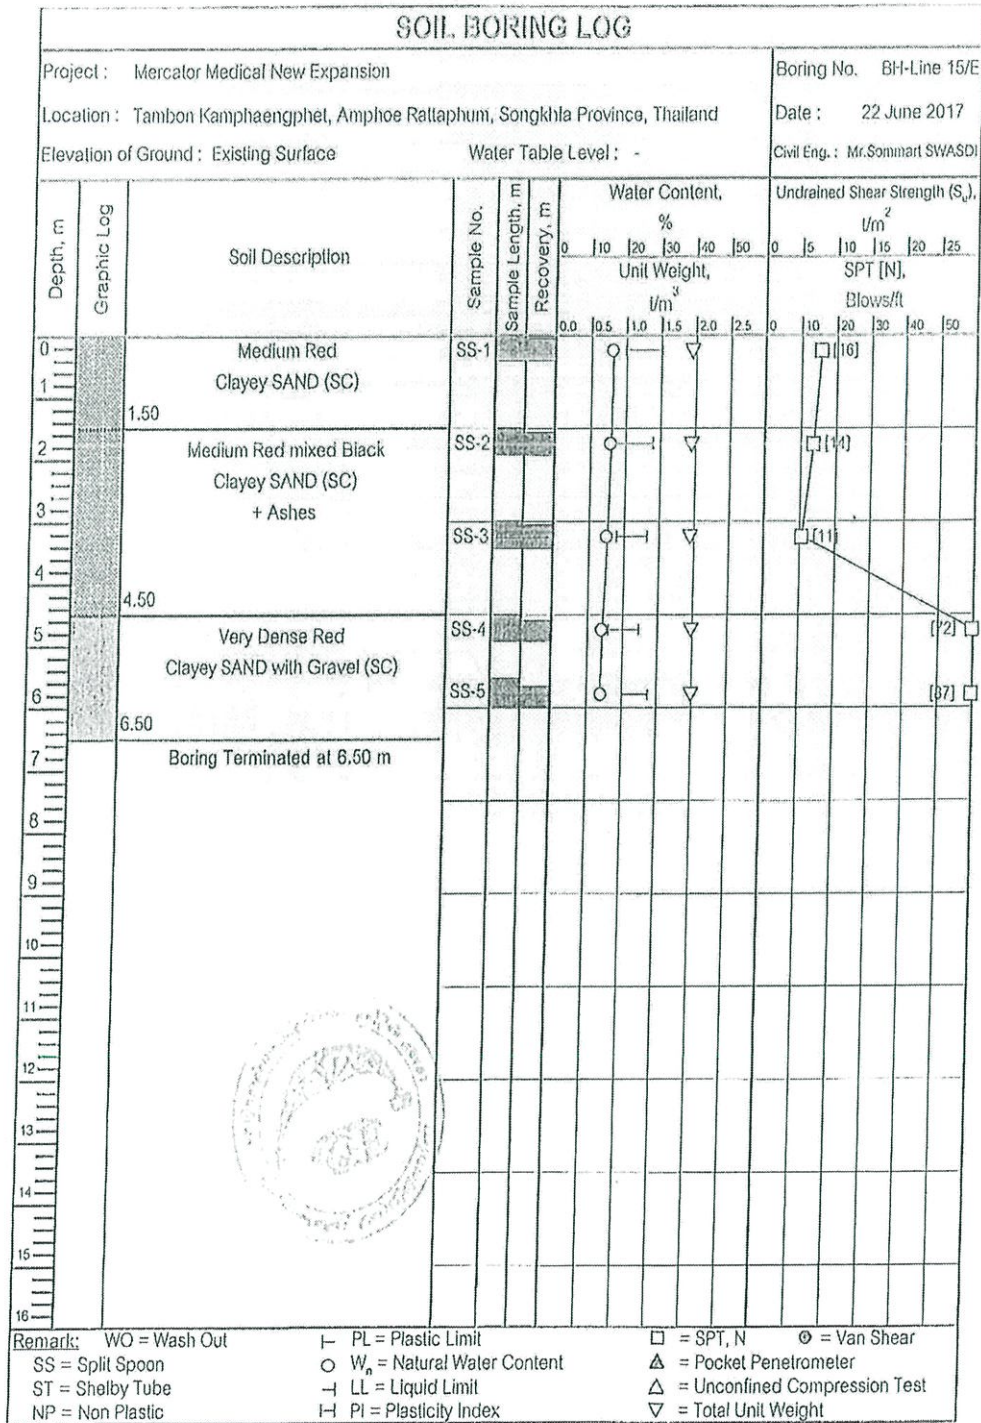 SOIL BORING LOG
Project : Mercator Medical New Expansion
Boring No. BH-Line 15/E
Location : Tambon Kamphaengphet, Amphoe Rattaphum, Songkhla Province, Thailand
Date : 22 June 2017
Elevation of Ground : Existing Surface
Water Table Level : -
Civil Eng. : Mr.Sommart SWASDI
Depth, m
Graphic Log
Soil Description
Sample No.
Sample Length, m
Recovery, m
Water Content,
%
0 10 20 30 40 50
Unit Weight,
t/m³
0.0 0.5 1.0 1.5 2.0 2.5
Undrained Shear Strength (Sᵤ),
t/m²
0 5 10 15 20 25
SPT [N],
Blows/ft
0 10 20 30 40 50
0
Medium Red
SS-1
[16]
Clayey SAND (SC)
1
1.50
2
Medium Red mixed Black
SS-2
[14]
Clayey SAND (SC)
3
+ Ashes
SS-3
[11]
4
4.50
5
Very Dense Red
SS-4
[72]
Clayey SAND with Gravel (SC)
6
SS-5
6.50
7
Boring Terminated at 6.50 m
8
9
10
11
12
13
14
15
16
Remark: WO = Wash Out
PL = Plastic Limit
= SPT, N
= Van Shear
SS = Split Spoon
Wₙ = Natural Water Content
= Pocket Penetrometer
ST = Shelby Tube
LL = Liquid Limit
= Unconfined Compression Test
NP = Non Plastic
PI = Plasticity Index
= Total Unit Weight